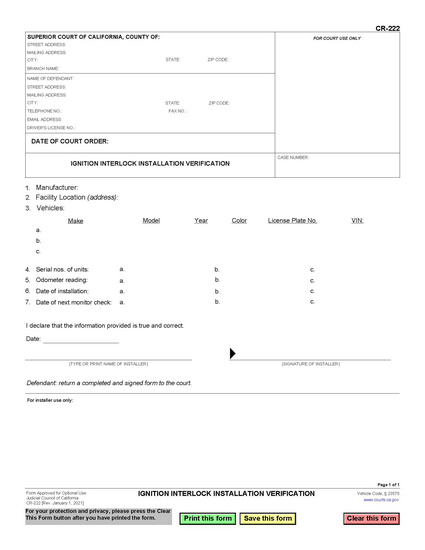 CR-222
SUPERIOR COURT OF CALIFORNIA, COUNTY OF:
FOR COURT USE ONLY
STREET ADDRESS:
MAILING ADDRESS:
CITY: STATE: ZIP CODE:
BRANCH NAME:
NAME OF DEFENDANT:
STREET ADDRESS:
MAILING ADDRESS:
CITY: STATE: ZIP CODE:
TELEPHONE NO.: FAX NO.:
EMAIL ADDRESS:
DRIVER'S LICENSE NO.:
DATE OF COURT ORDER:
IGNITION INTERLOCK INSTALLATION VERIFICATION
CASE NUMBER:
1. Manufacturer:
2. Facility Location (address):
3. Vehicles:
Make Model Year Color License Plate No. VIN:
a.
b.
c.
4. Serial nos. of units: a. b. c.
5. Odometer reading: a. b. c.
6. Date of installation: a. b. c.
7. Date of next monitor check: a. b. c.
I declare that the information provided is true and correct.
Date:
(TYPE OR PRINT NAME OF INSTALLER) (SIGNATURE OF INSTALLER)
Defendant: return a completed and signed form to the court.
For installer use only:
Page 1 of 1
Form Approved for Optional Use
Judicial Council of California
CR-222 [Rev. January 1, 2021]
IGNITION INTERLOCK INSTALLATION VERIFICATION
Vehicle Code, § 23575
www.courts.ca.gov
For your protection and privacy, please press the Clear
This Form button after you have printed the form.
Print this form Save this form Clear this form